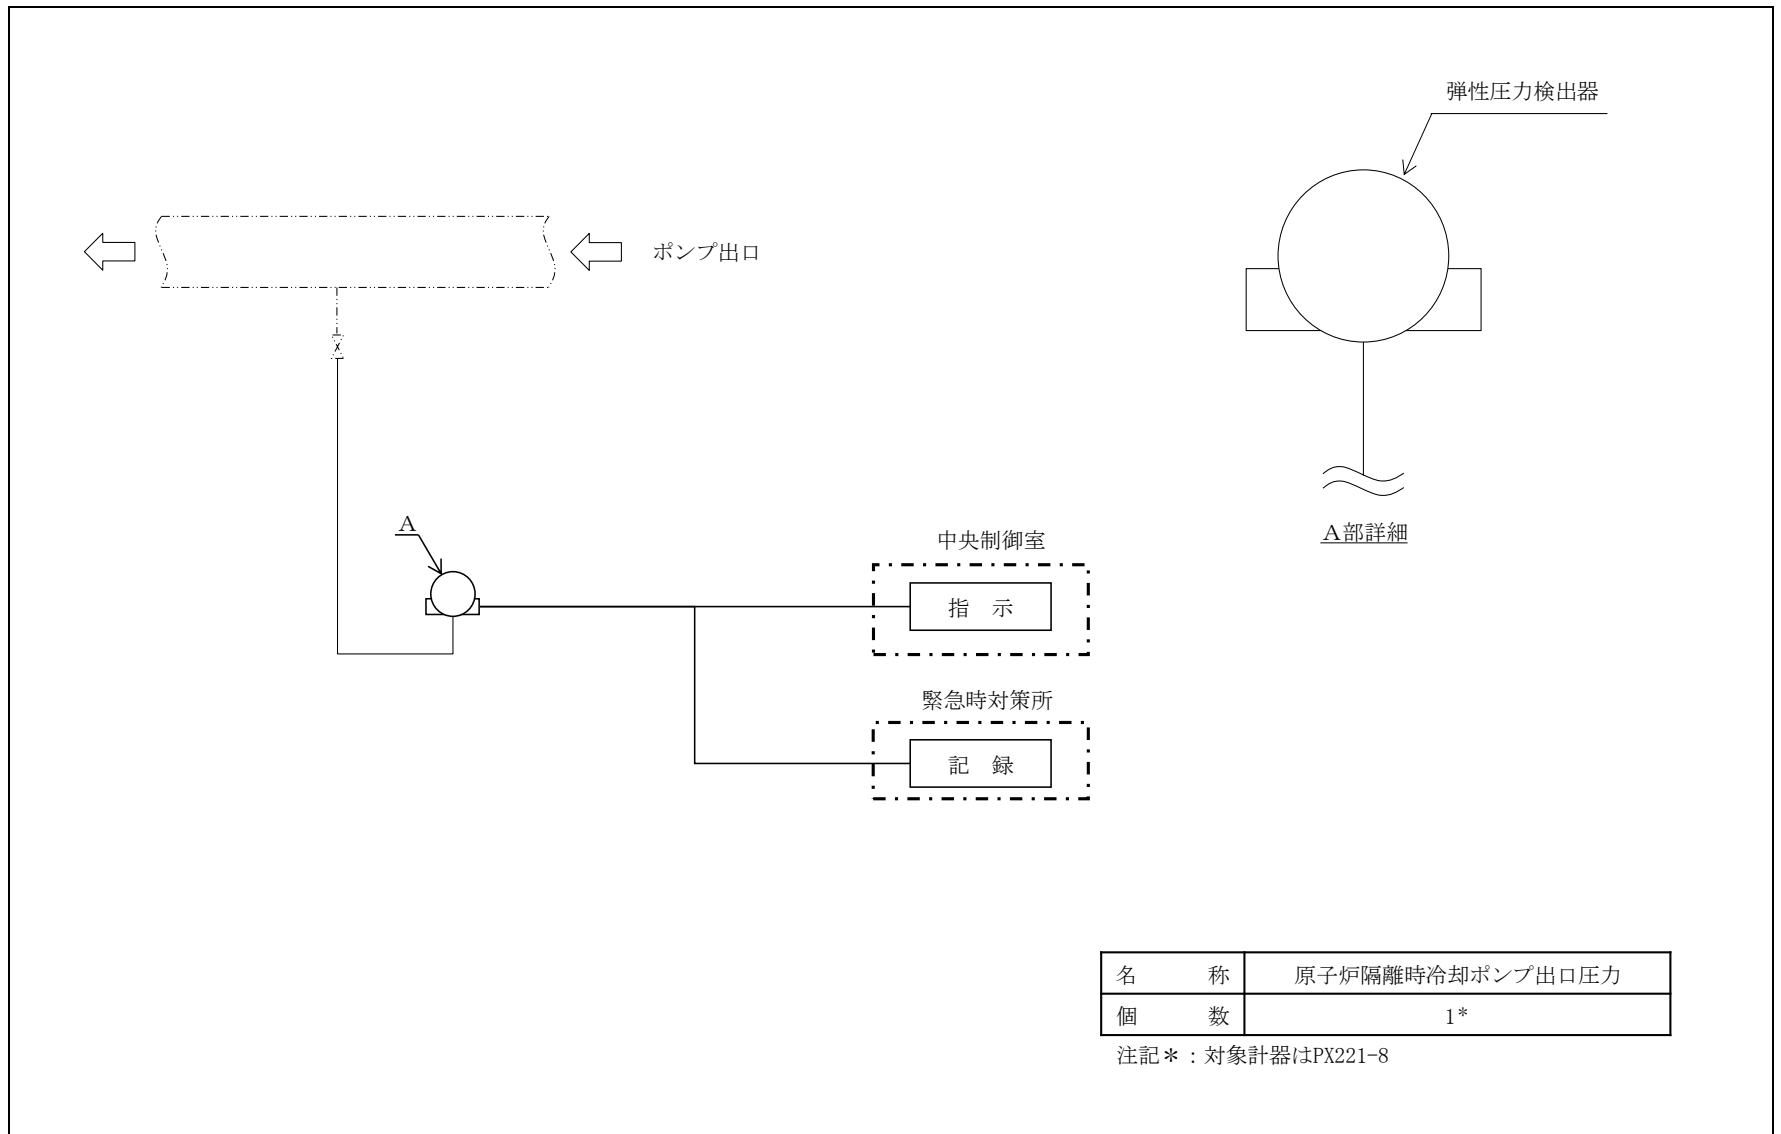 弾性圧力検出器
ポンプ出口
A
A部詳細
中央制御室
指 示
緊急時対策所
記 録
名 称 原子炉隔離時冷却ポンプ出口圧力
個 数 1*
注記*:対象計器はPX221-8